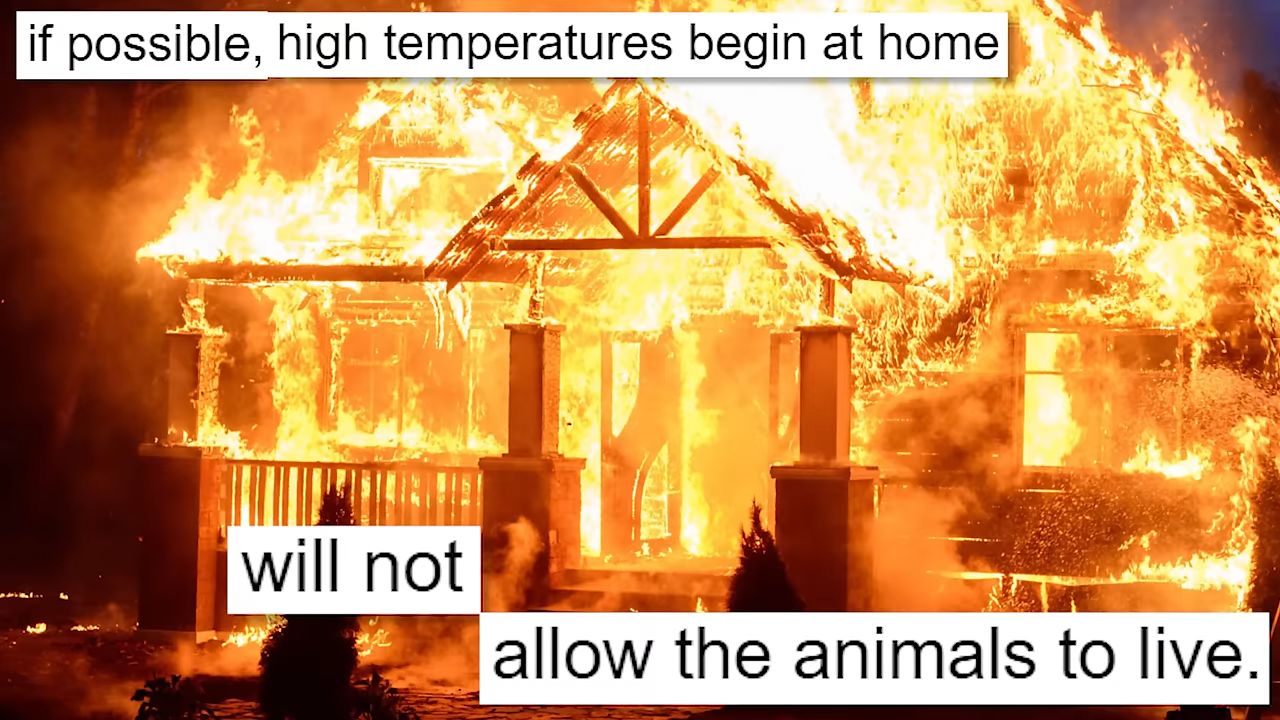 if possible, high temperatures begin at home
will not
allow the animals to live.